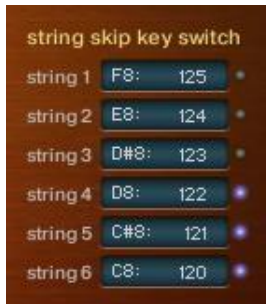 string skip key switch
string 1 F8: 125
string 2 E8: 124
string 3 D#8: 123
string 4 D8: 122
string 5 C#8: 121
string 6 C8: 120